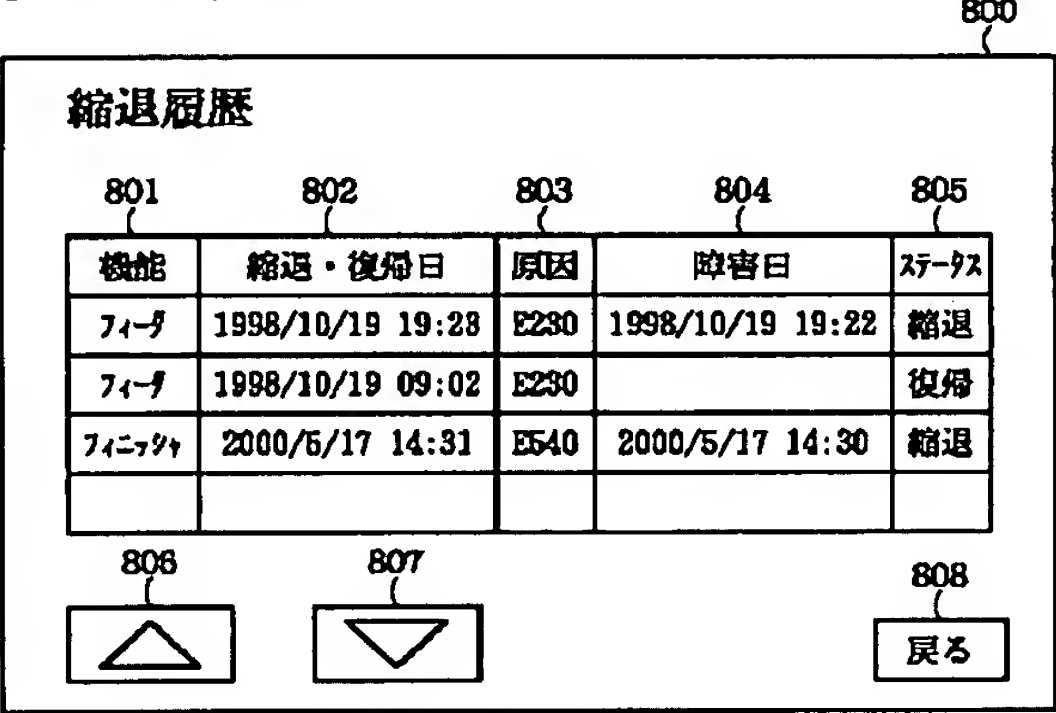 800
縮退履歴
801 802 803 804 805
機能 縮退・復帰日 原因 障害日 ステータス
フィーダ 1998/10/19 19:23 E230 1998/10/19 19:22 縮退
フィーダ 1998/10/19 09:02 E230 復帰
フィニッシャ 2000/5/17 14:31 E540 2000/5/17 14:30 縮退
806 807 808
戻る